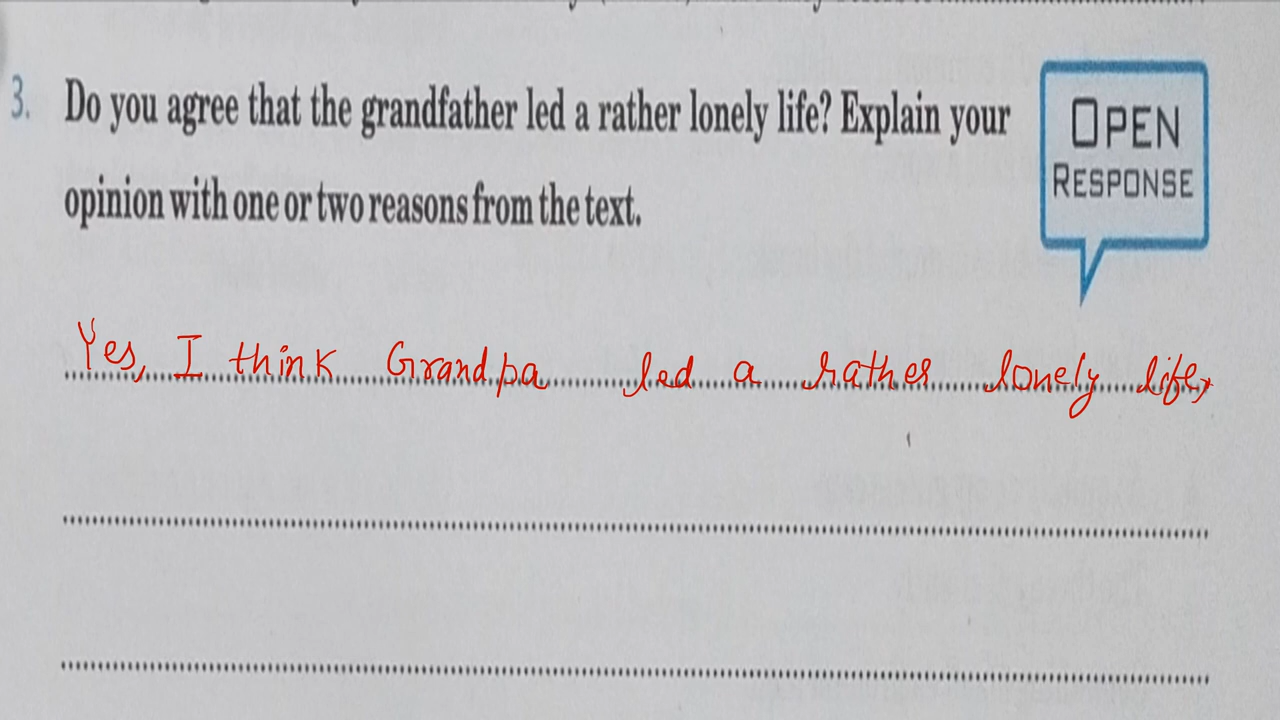 3. Do you agree that the grandfather led a rather lonely life? Explain your
opinion with one or two reasons from the text.
OPEN
RESPONSE
Yes, I think Grandpa led a rather lonely life,